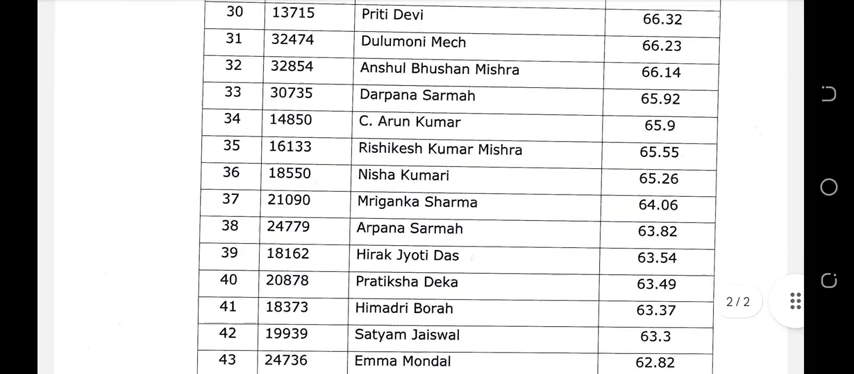 30 13715 Priti Devi 66.32
31 32474 Dulumoni Mech 66.23
32 32854 Anshul Bhushan Mishra 66.14
33 30735 Darpana Sarmah 65.92
34 14850 C. Arun Kumar 65.9
35 16133 Rishikesh Kumar Mishra 65.55
36 18550 Nisha Kumari 65.26
37 21090 Mriganka Sharma 64.06
38 24779 Arpana Sarmah 63.82
39 18162 Hirak Jyoti Das 63.54
40 20878 Pratiksha Deka 63.49
2/2
41 18373 Himadri Borah 63.37
42 19939 Satyam Jaiswal 63.3
43 24736 Emma Mondal 62.82